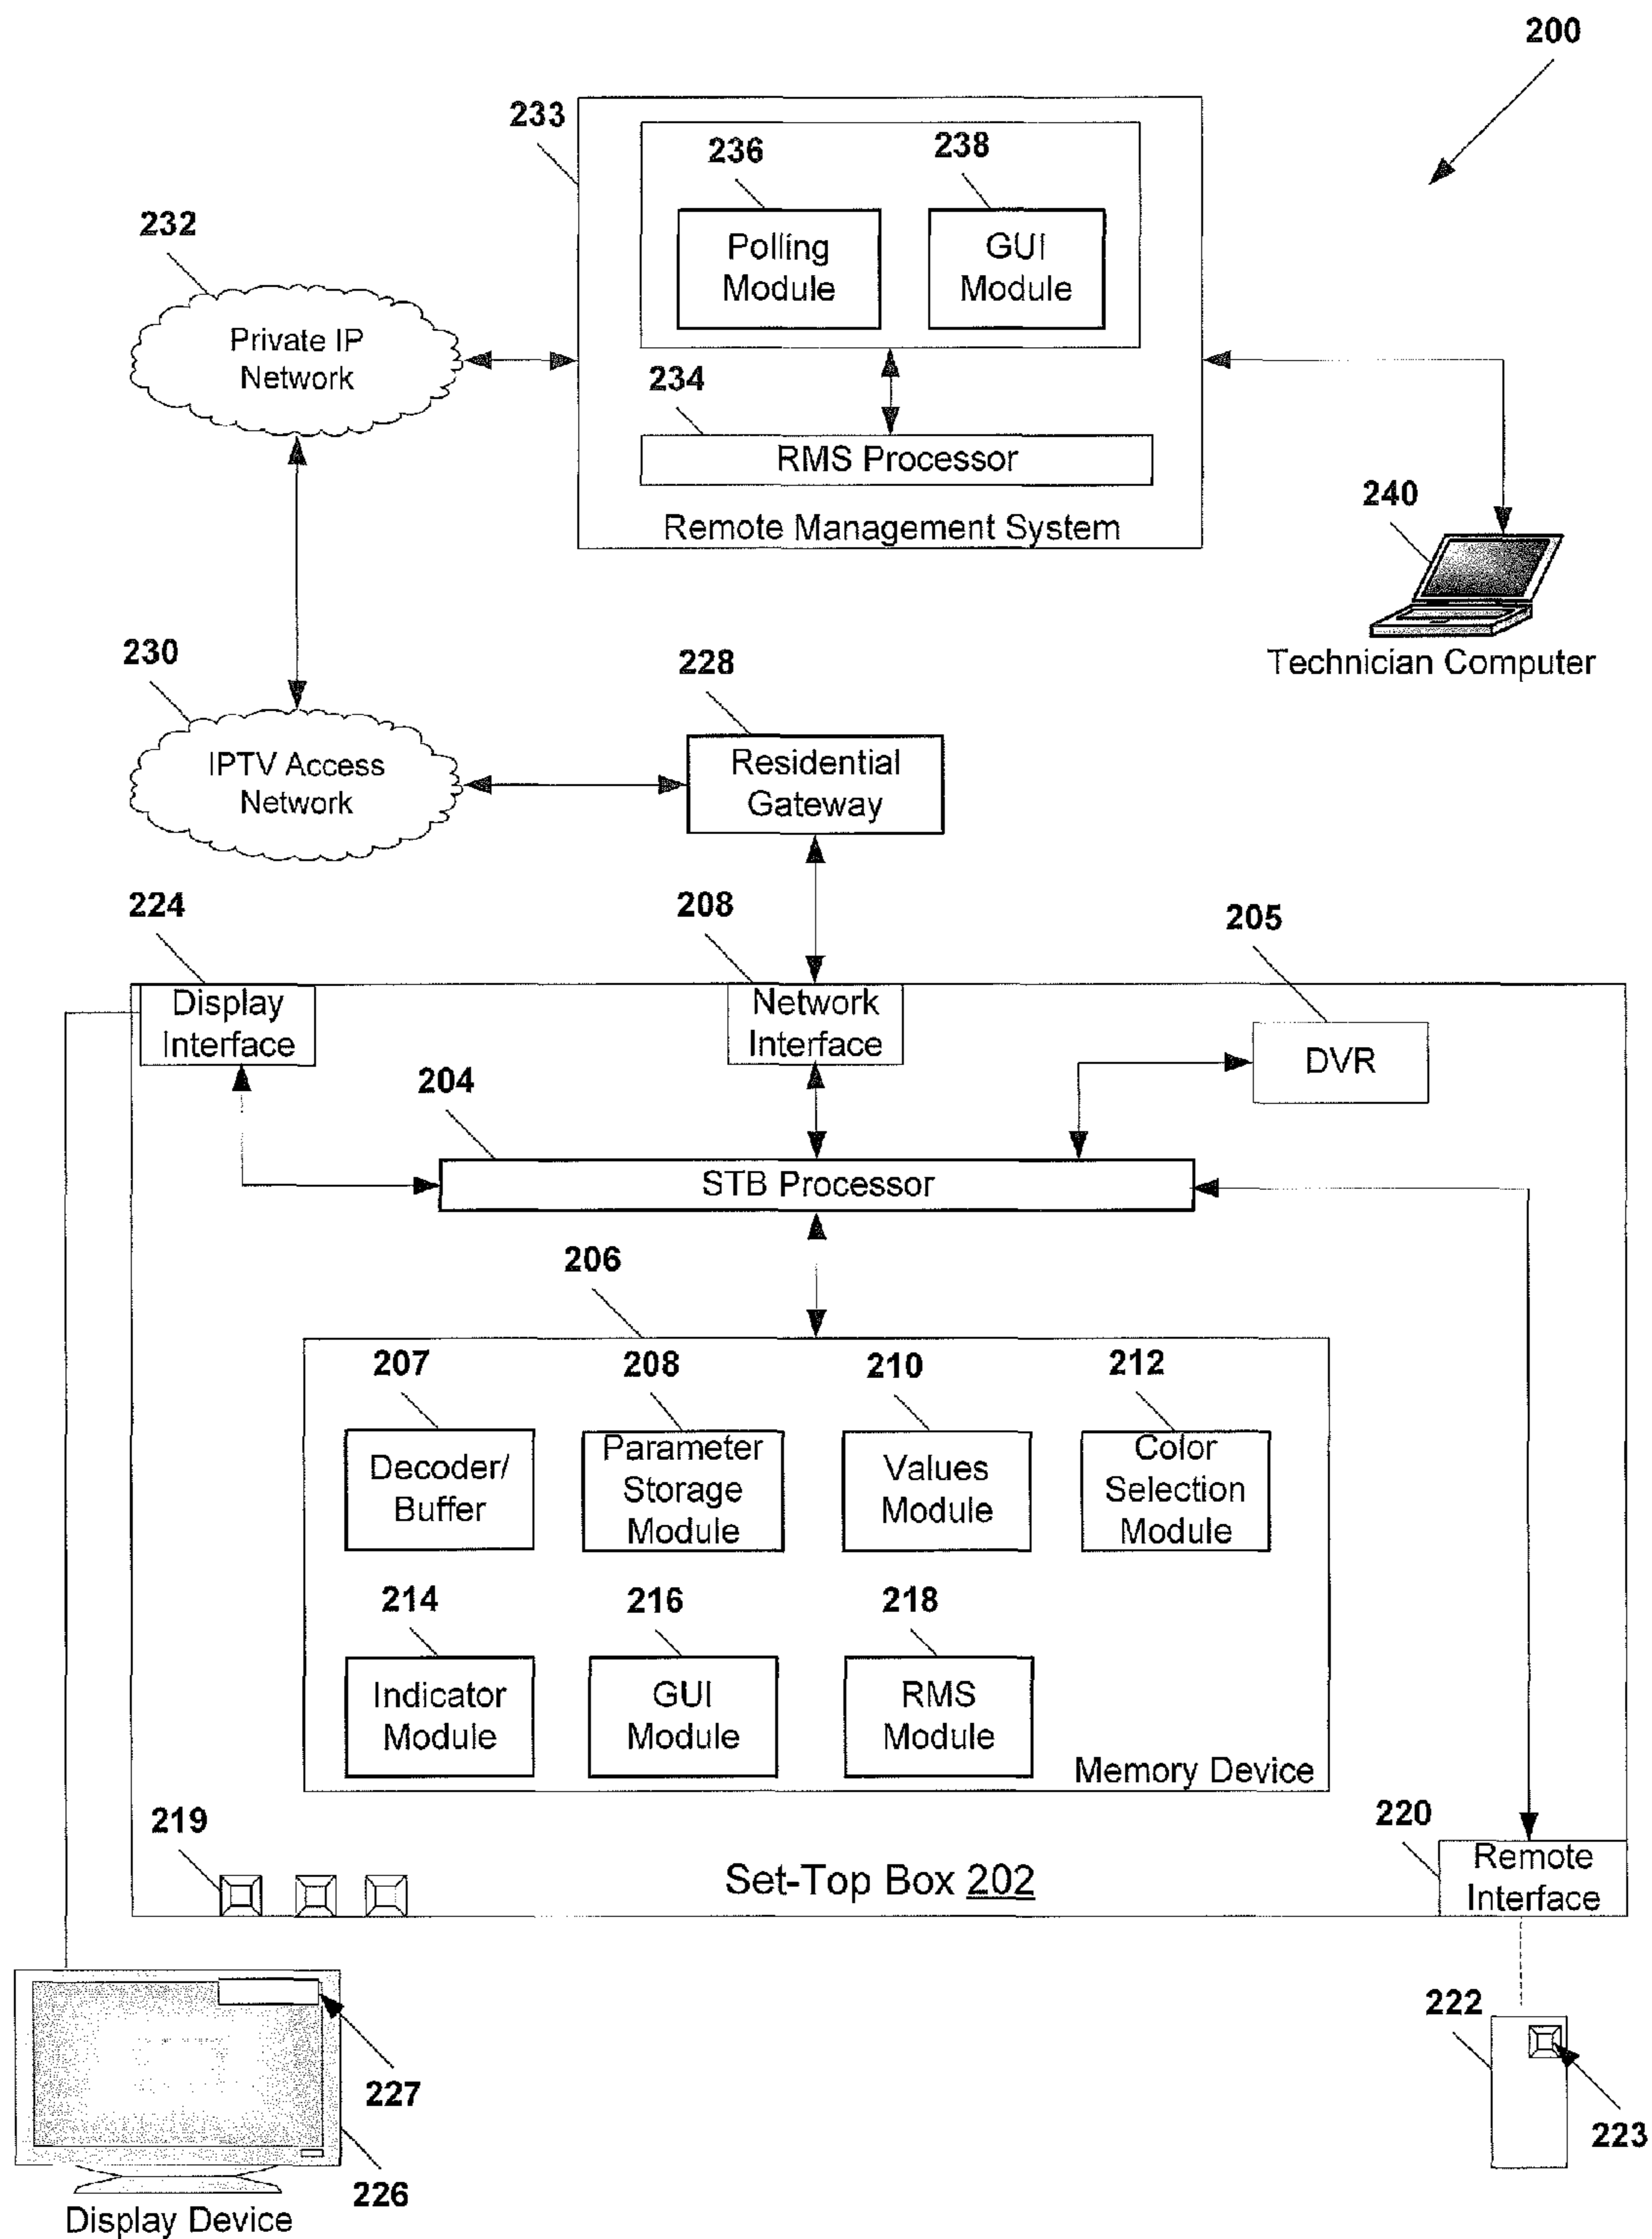 200
233
236
238
Polling
Module
GUI
Module
232
Private IP
Network
234
RMS Processor
Remote Management System
240
Technician Computer
230
IPTV Access
Network
228
Residential
Gateway
224
208
205
Display
Interface
Network
Interface
DVR
204
STB Processor
206
207
208
210
212
Decoder/
Buffer
Parameter
Storage
Module
Values
Module
Color
Selection
Module
214
216
218
Indicator
Module
GUI
Module
RMS
Module
Memory Device
219
220
Set-Top Box 202
Remote
Interface
222
227
223
226
Display Device